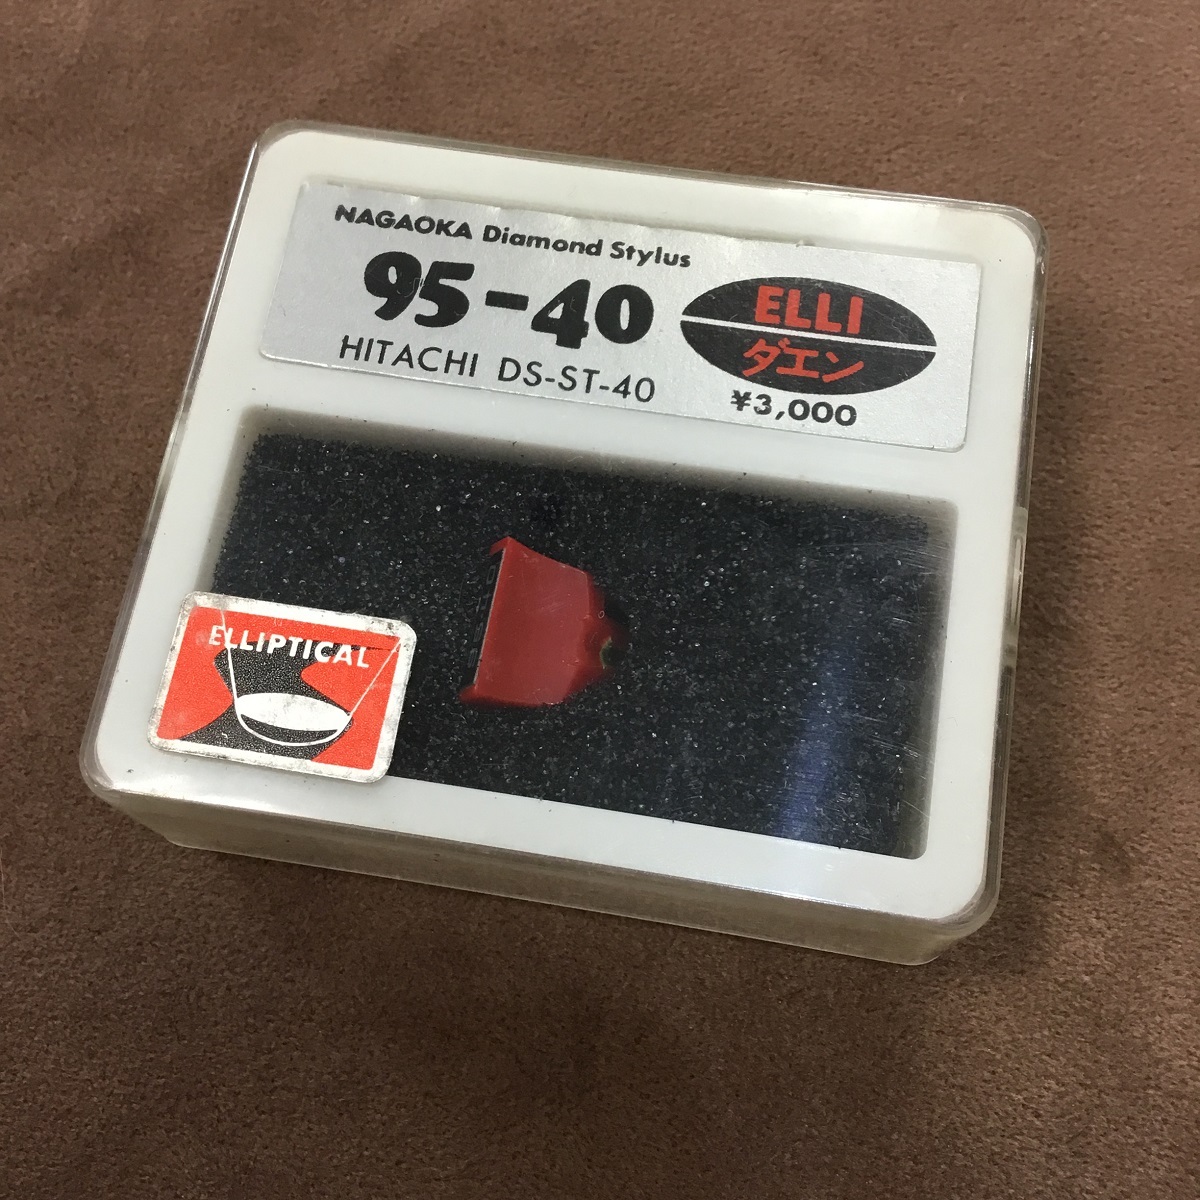 NAGAOKA Diamond Stylus
95-40
HITACHI DS-ST-40
ELLI
ダエン
¥3,000
ELLIPTICAL